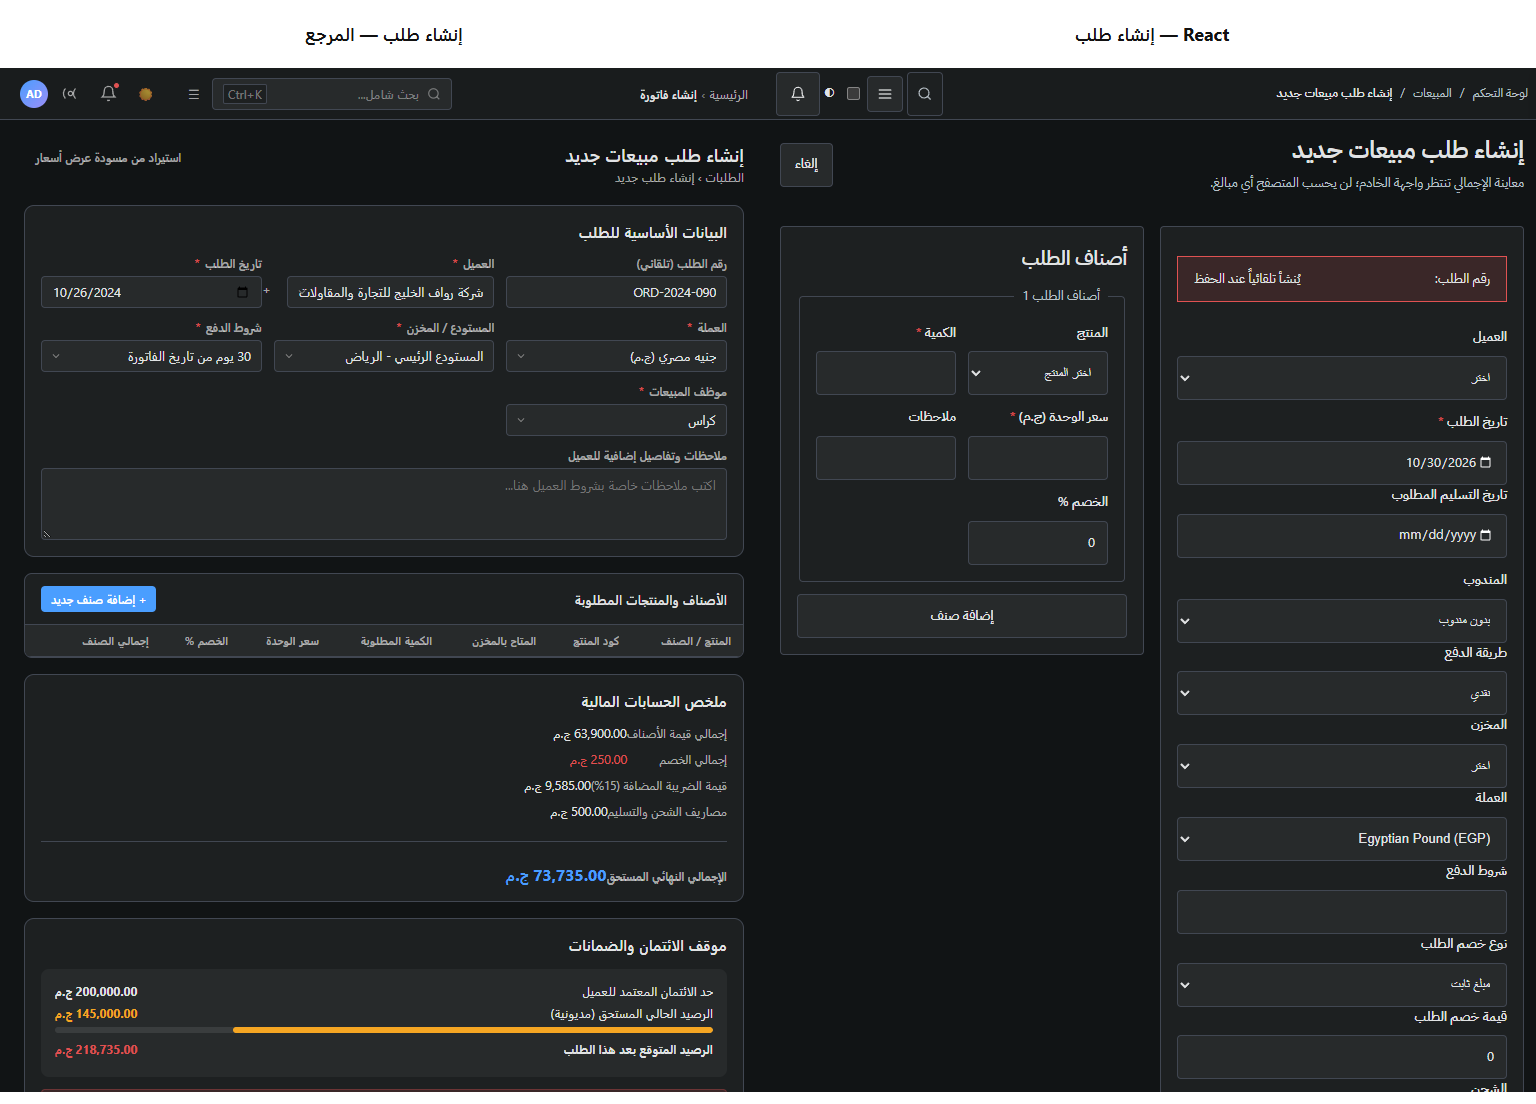 React — إنشاء طلب
إنشاء طلب — المرجع
لوحة التحكم / المبيعات / إنشاء طلب مبيعات جديد
إنشاء طلب مبيعات جديد
معاينة الإجمالي تنتظر واجهة الخادم؛ لن يحسب المتصفح أي مبالغ.
إلغاء
رقم الطلب: يُنشأ تلقائياً عند الحفظ
العميل
اختر
تاريخ الطلب *
10/30/2026
تاريخ التسليم المطلوب
mm/dd/yyyy
المندوب
بدون مندوب
طريقة الدفع
نقدي
المخزن
اختر
العملة
Egyptian Pound (EGP)
شروط الدفع
نوع خصم الطلب
مبلغ ثابت
قيمة خصم الطلب
0
الشحن
أصناف الطلب
أصناف الطلب 1
المنتج
الكمية *
اختر المنتج
سعر الوحدة (ج.م) *
ملاحظات
الخصم %
0
إضافة صنف
الرئيسية › إنشاء فاتورة
بحث شامل...
Ctrl+K
AD
إنشاء طلب مبيعات جديد
الطلبات › إنشاء طلب جديد
استيراد من مسودة عرض أسعار
البيانات الأساسية للطلب
رقم الطلب (تلقائي)
العميل *
تاريخ الطلب *
ORD-2024-090
شركة رواف الخليج للتجارة والمقاولات
+
10/26/2024
العملة *
المستودع / المخزن *
شروط الدفع *
جنيه مصري (ج.م)
المستودع الرئيسي - الرياض
30 يوم من تاريخ الفاتورة
موظف المبيعات *
كراس
ملاحظات وتفاصيل إضافية للعميل
اكتب ملاحظات خاصة بشروط العميل هنا...
الأصناف والمنتجات المطلوبة
+ إضافة صنف جديد
المنتج / الصنف
كود المنتج
المتاح بالمخزن
الكمية المطلوبة
سعر الوحدة
الخصم %
إجمالي الصنف
ملخص الحسابات المالية
إجمالي قيمة الأصناف63,900.00 ج.م
إجمالي الخصم 250.00 ج.م
قيمة الضريبة المضافة (15%)9,585.00 ج.م
مصاريف الشحن والتسليم500.00 ج.م
الإجمالي النهائي المستحق73,735.00 ج.م
موقف الائتمان والضمانات
حد الائتمان المعتمد للعميل 200,000.00 ج.م
الرصيد الحالي المستحق (مديونية) 145,000.00 ج.م
الرصيد المتوقع بعد هذا الطلب 218,735.00 ج.م